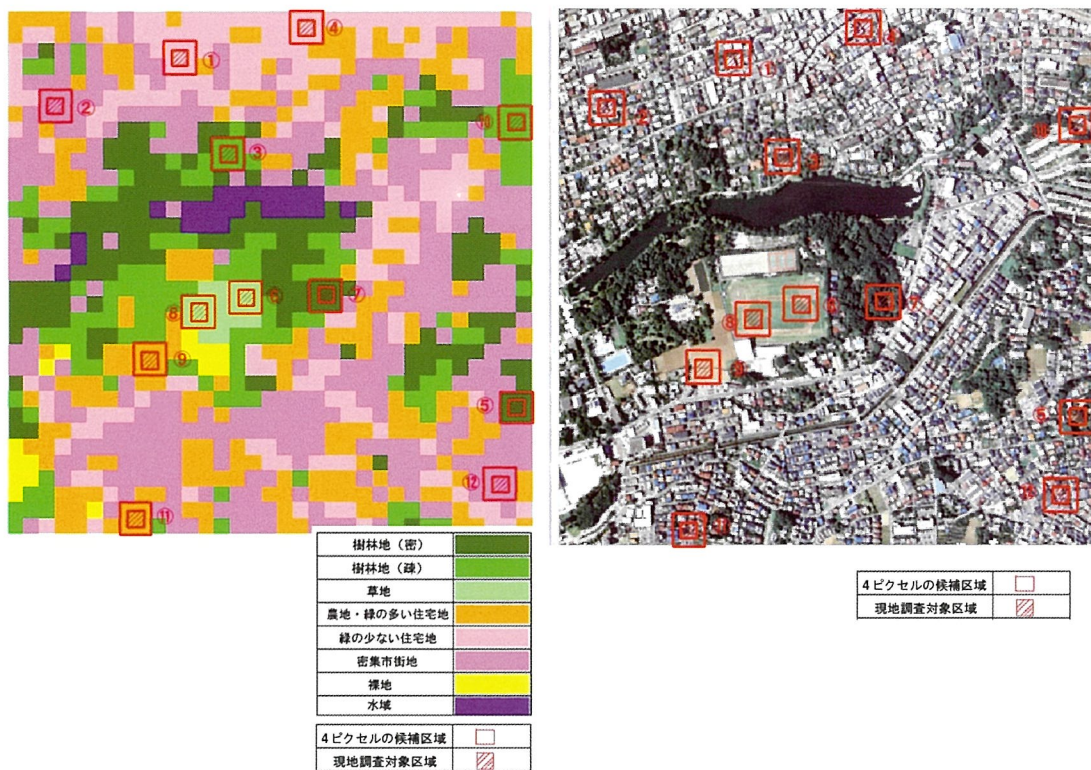 ④
①
②
③
⑩
⑥
⑦
⑧
⑨
⑤
⑫
⑪
樹林地（密）
樹林地（疎）
草地
農地・緑の多い住宅地
緑の少ない住宅地
密集市街地
裸地
水域
4ピクセルの候補区域
現地調査対象区域
④
①
②
⑧
4ピクセルの候補区域
現地調査対象区域